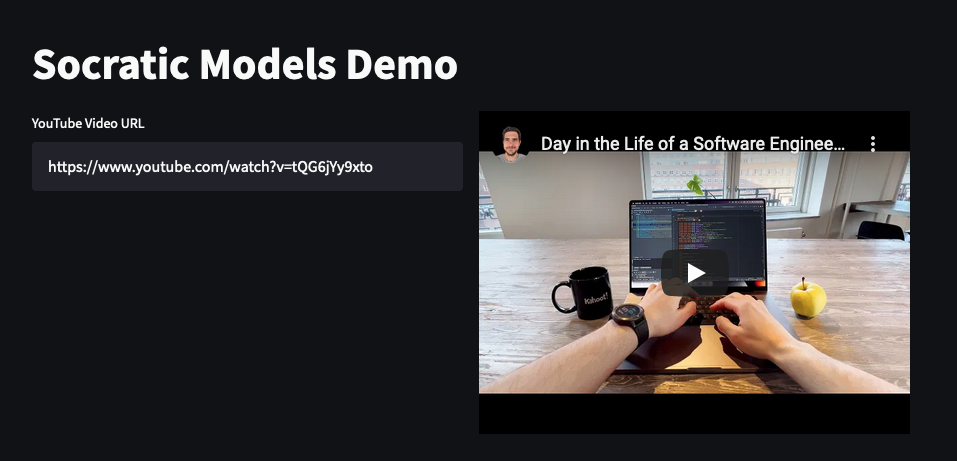 Socratic Models Demo
YouTube Video URL
https://www.youtube.com/watch?v=tQG6jYy9xto
Day in the Life of a Software Enginee...
Kahoot!